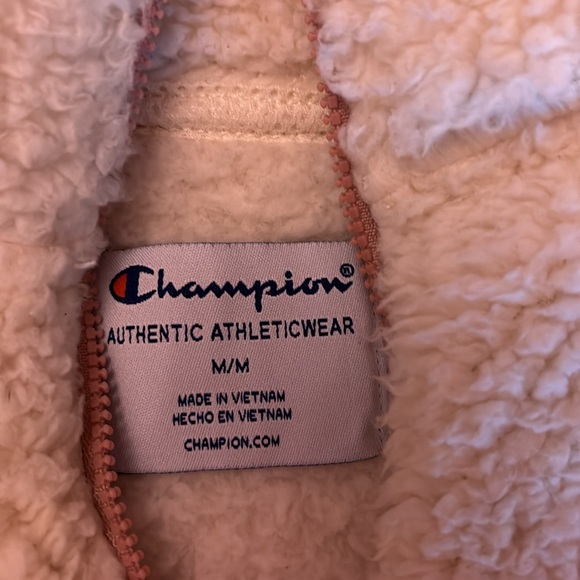 Champion®
AUTHENTIC ATHLETICWEAR
M/M
MADE IN VIETNAM
HECHO EN VIETNAM
CHAMPION.COM